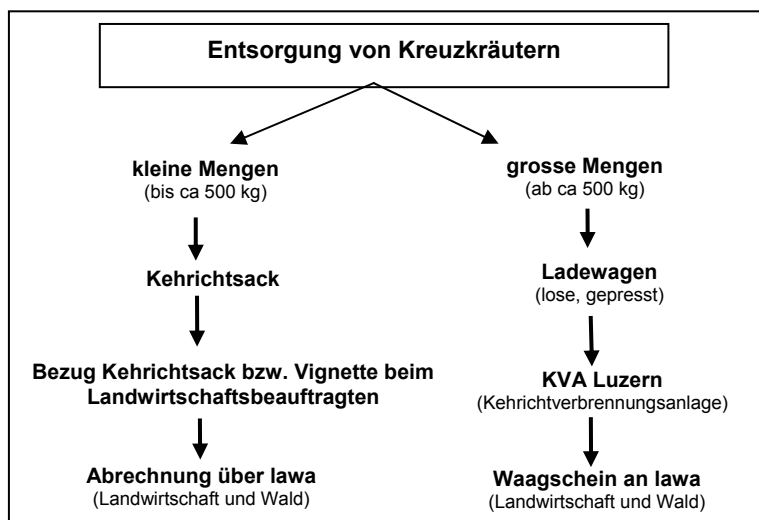 Entsorgung von Kreuzkräutern
kleine Mengen
(bis ca 500 kg)
Kehrichtsack
Bezug Kehrichtsack bzw. Vignette beim
Landwirtschaftsbeauftragten
Abrechnung über lawa
(Landwirtschaft und Wald)
grosse Mengen
(ab ca 500 kg)
Ladewagen
(lose, gepresst)
KVA Luzern
(Kehrichtverbrennungsanlage)
Waagschein an lawa
(Landwirtschaft und Wald)